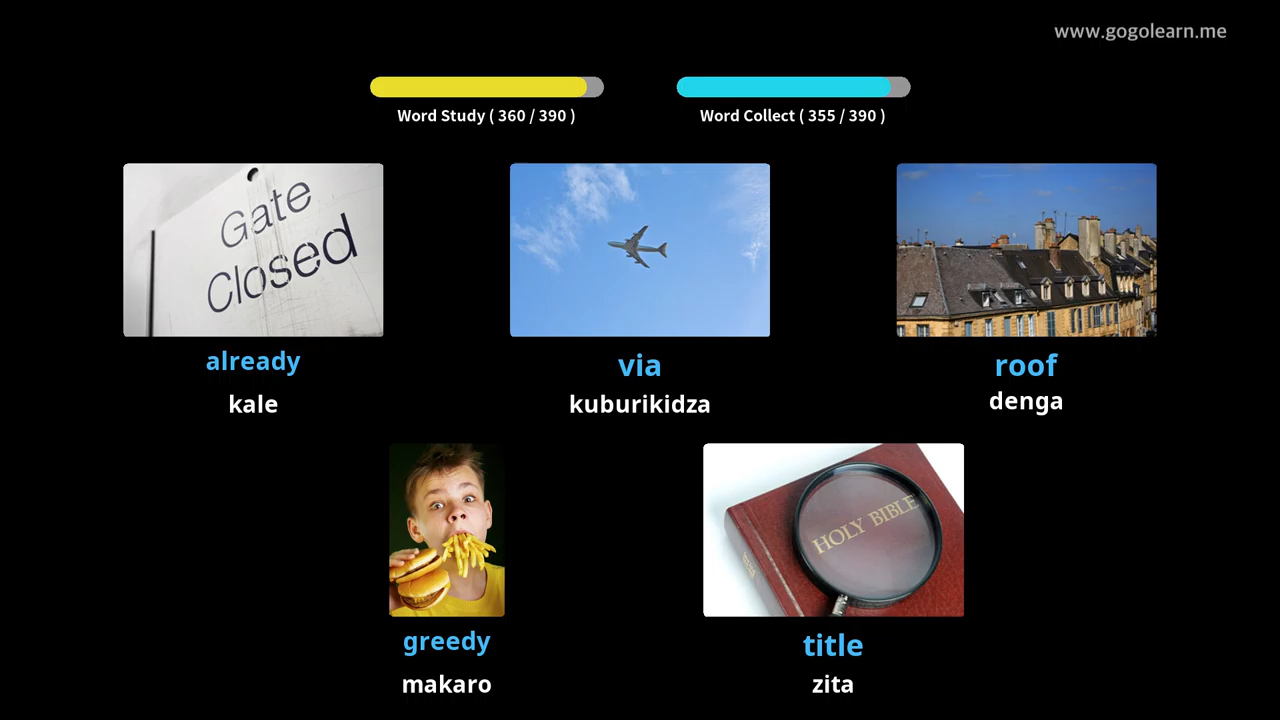 www.gogolearn.me
Word Study ( 360 / 390 )
Word Collect ( 355 / 390 )
Gate
Closed
already
kale
via
kuburikidza
roof
denga
HOLY BIBLE
greedy
makaro
title
zita